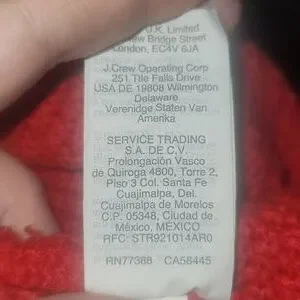 U.K. Limited
New Bridge Street
London, EC4V 6JA
J.Crew Operating Corp
251 Tile Falls Drive
USA DE 19808 Wilmington
Delaware
Verenidge Staten Van
Amerika
SERVICE TRADING
S.A. DE C.V.
Prolongación Vasco
de Quiroga 4800, Torre 2,
Piso 3 Col. Santa Fe
Cuajimalpa, Del.
Cuajimalpa de Morelos
C.P. 05348, Ciudad de
México, MEXICO
RFC: STR921014AR0
RN77388 CA58445